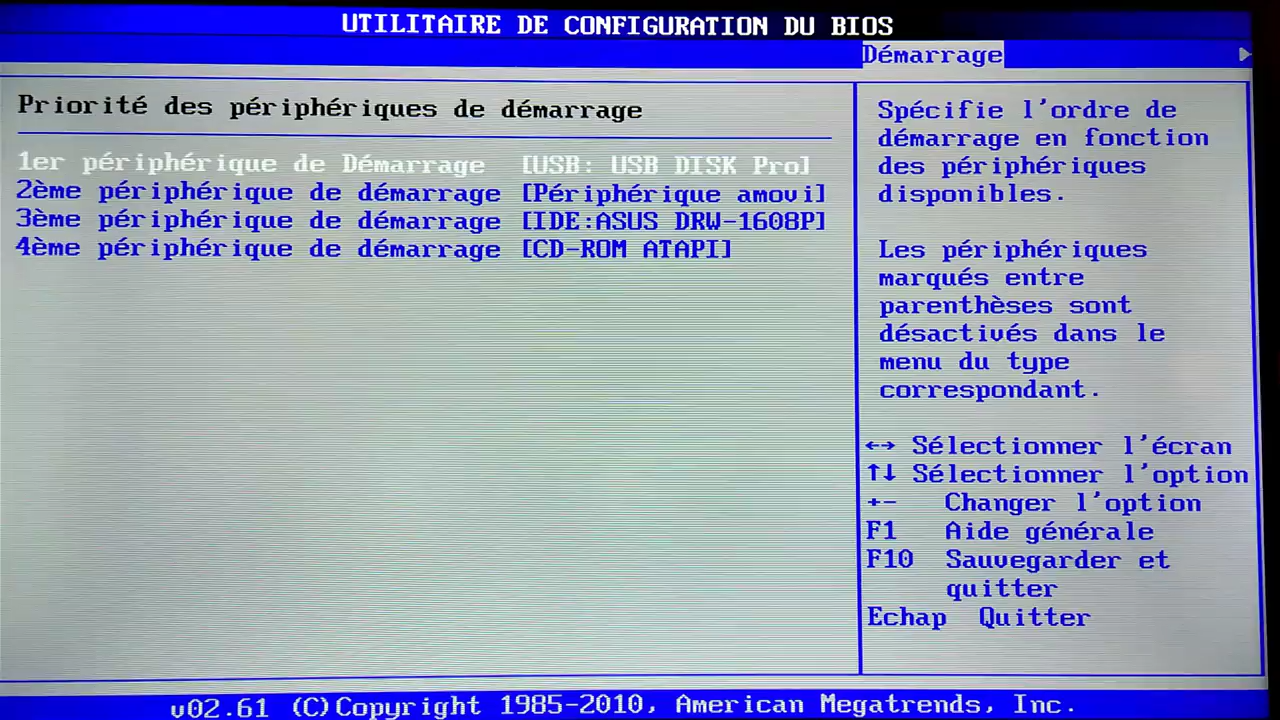 UTILITAIRE DE CONFIGURATION DU BIOS
Démarrage
Priorité des périphériques de démarrage
1er périphérique de Démarrage [USB: USB DISK Pro]
2ème périphérique de démarrage [Périphérique amovi]
3ème périphérique de démarrage [IDE:ASUS DRW-1608P]
4ème périphérique de démarrage [CD-ROM ATAPI]
Spécifie l'ordre de
démarrage en fonction
des périphériques
disponibles.
Les périphériques
marqués entre
parenthèses sont
désactivés dans le
menu du type
correspondant.
↔ Sélectionner l'écran
↑↓ Sélectionner l'option
+- Changer l'option
F1 Aide générale
F10 Sauvegarder et
quitter
Echap Quitter
v02.61 (C)Copyright 1985-2010, American Megatrends, Inc.